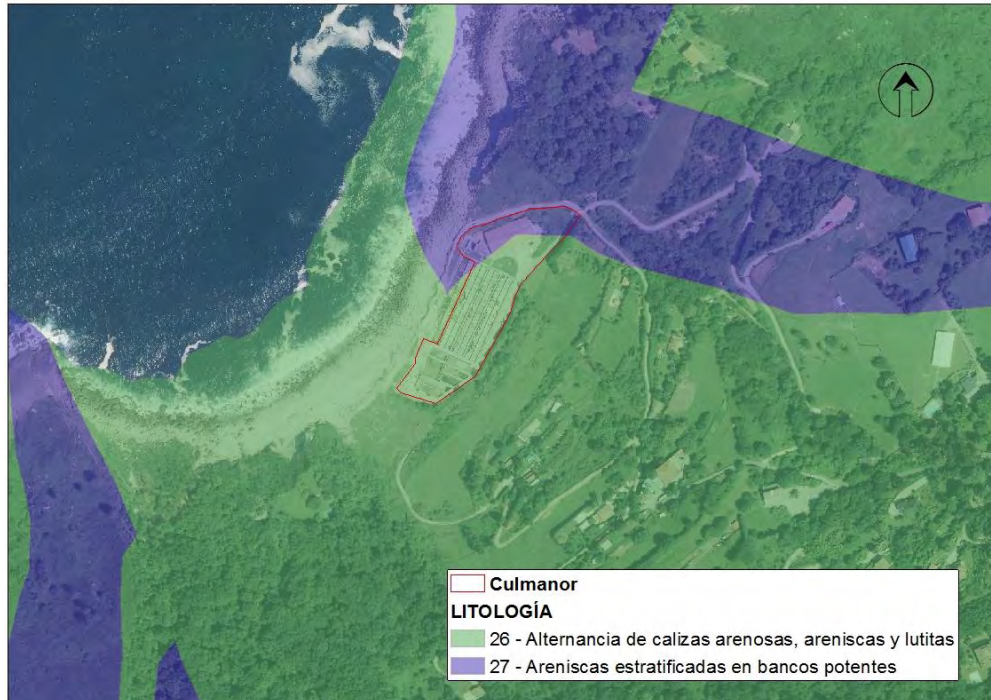 Culmanor
LITOLOGÍA
26 - Alternancia de calizas arenosas, areniscas y lutitas
27 - Areniscas estratificadas en bancos potentes